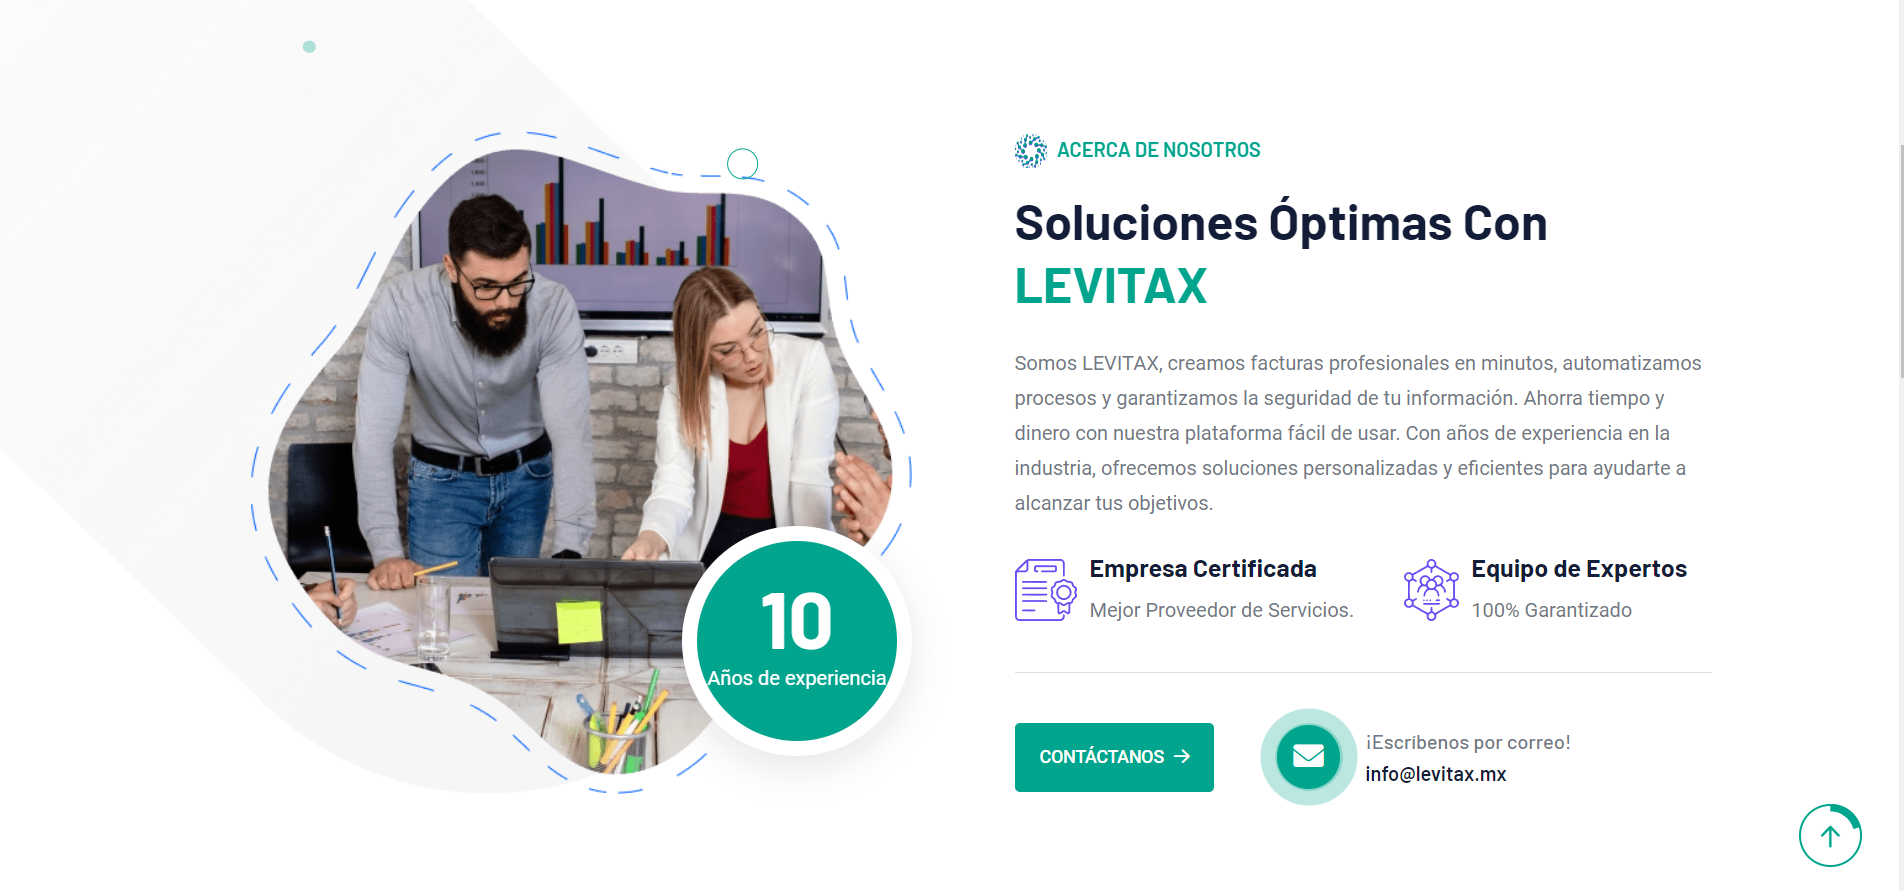 ACERCA DE NOSOTROS
Soluciones Óptimas Con
LEVITAX
Somos LEVITAX, creamos facturas profesionales en minutos, automatizamos
procesos y garantizamos la seguridad de tu información. Ahorra tiempo y
dinero con nuestra plataforma fácil de usar. Con años de experiencia en la
industria, ofrecemos soluciones personalizadas y eficientes para ayudarte a
alcanzar tus objetivos.
Empresa Certificada
Mejor Proveedor de Servicios.
Equipo de Expertos
100% Garantizado
10
Años de experiencia
CONTÁCTANOS
¡Escríbenos por correo!
info@levitax.mx